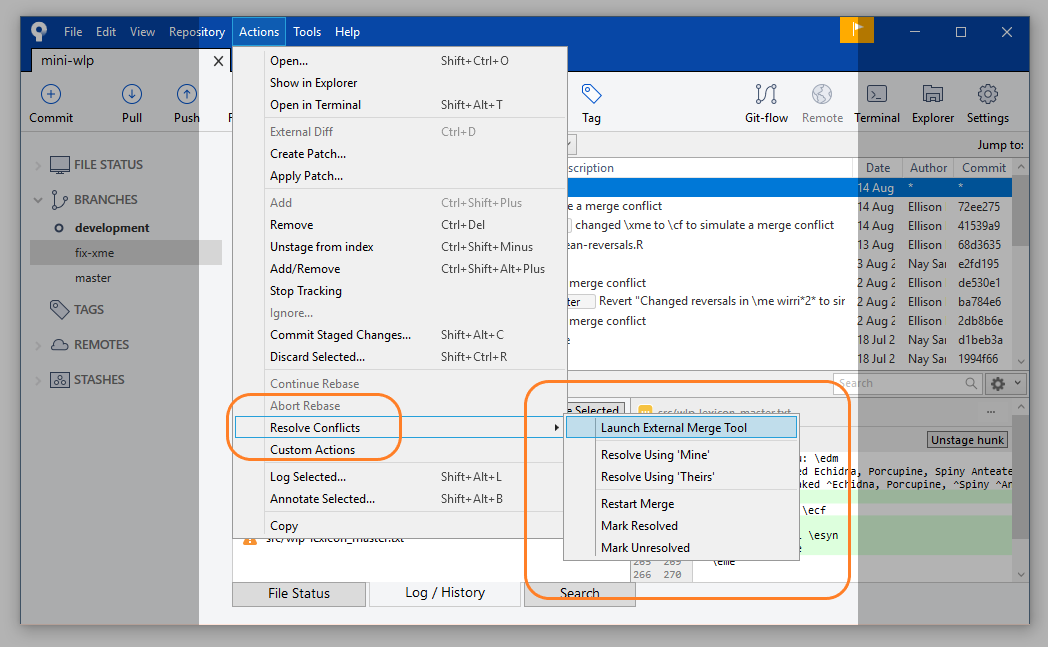 File Edit View Repository Actions Tools Help
mini-wlp
Commit Pull Push Tag Git-flow Remote Terminal Explorer Settings
Jump to:
FILE STATUS
BRANCHES
development
fix-xme
master
TAGS
REMOTES
STASHES
Open... Shift+Ctrl+O
Show in Explorer
Open in Terminal Shift+Alt+T
External Diff Ctrl+D
Create Patch...
Apply Patch...
Add Ctrl+Shift+Plus
Remove Ctrl+Del
Unstage from index Ctrl+Shift+Minus
Add/Remove Ctrl+Shift+Alt+Plus
Stop Tracking
Ignore...
Commit Staged Changes... Shift+Alt+C
Discard Selected... Shift+Ctrl+R
Continue Rebase
Abort Rebase
Resolve Conflicts
Custom Actions
Log Selected... Shift+Alt+L
Annotate Selected... Shift+Alt+B
Copy
scription Date Author Commit
14 Aug * *
e a merge conflict 14 Aug Ellison 72ee275
changed \xme to \cf to simulate a merge conflict 14 Aug Ellison 41539a9
ean-reversals.R 13 Aug Ellison 68d3635
3 Aug 2 Nay Sar e2fd195
merge conflict 2 Aug 2 Ellison de530e1
ter Revert "Changed reversals in \me wirri*2* to sir 2 Aug 2 Ellison ba784e6
merge conflict 2 Aug 2 Ellison 2db8b6e
18 Jul 2 Nay Sar d1beb3a
18 Jul 2 Nay Sar 1994f66
Search
e Selected src/wlp-lexicon_master.txt ...
Unstage hunk
Launch External Merge Tool
Resolve Using 'Mine'
Resolve Using 'Theirs'
Restart Merge
Mark Resolved
Mark Unresolved
: \edm
ed Echidna, Porcupine, Spiny Anteate
nked ^Echidna, Porcupine, ^Spiny ^An
\ecf
\esyn
265 269 \eme
266 270
src/wlp-lexicon_master.txt
File Status Log / History Search